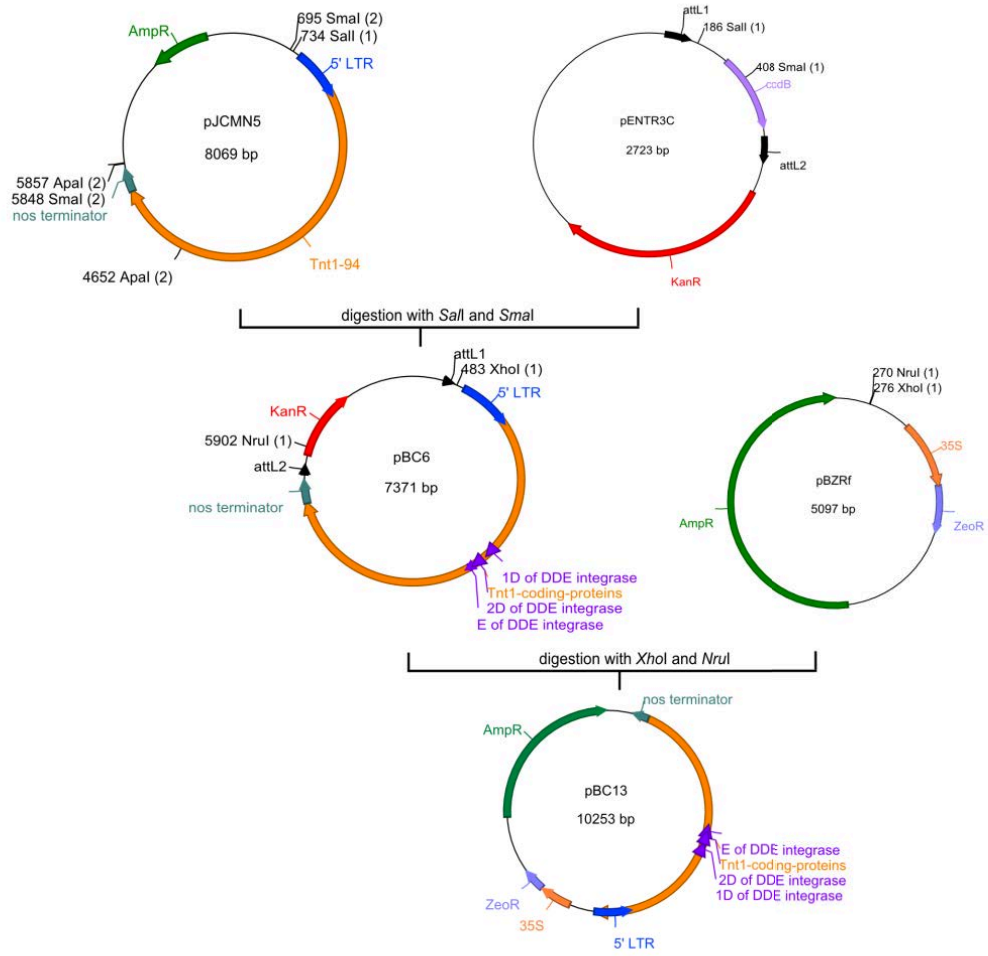 695 SmaI (2)
734 SalI (1)
AmpR
5' LTR
pJCMN5
8069 bp
5857 ApaI (2)
5848 SmaI (2)
nos terminator
4652 ApaI (2)
Tnt1-94
attL1
186 SalI (1)
408 SmaI (1)
ccdB
pENTR3C
2723 bp
attL2
KanR
digestion with SalI and SmaI
attL1
483 XhoI (1)
5' LTR
KanR
5902 NruI (1)
attL2
pBC6
7371 bp
nos terminator
1D of DDE integrase
Tnt1-coding-proteins
2D of DDE integrase
E of DDE integrase
270 NruI (1)
276 XhoI (1)
35S
pBZRf
5097 bp
AmpR
ZeoR
digestion with XhoI and NruI
nos terminator
AmpR
pBC13
10253 bp
E of DDE integrase
Tnt1-coding-proteins
2D of DDE integrase
1D of DDE integrase
ZeoR
35S
5' LTR